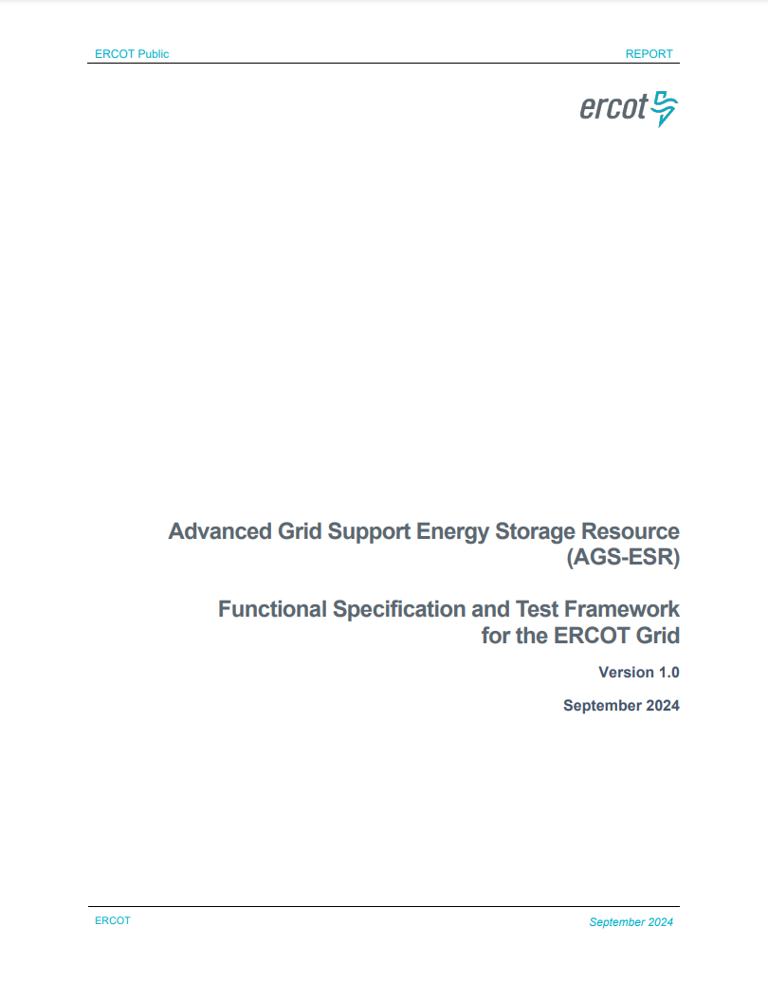 ERCOT Public REPORT
ercot
Advanced Grid Support Energy Storage Resource
(AGS-ESR)
Functional Specification and Test Framework
for the ERCOT Grid
Version 1.0
September 2024
ERCOT September 2024